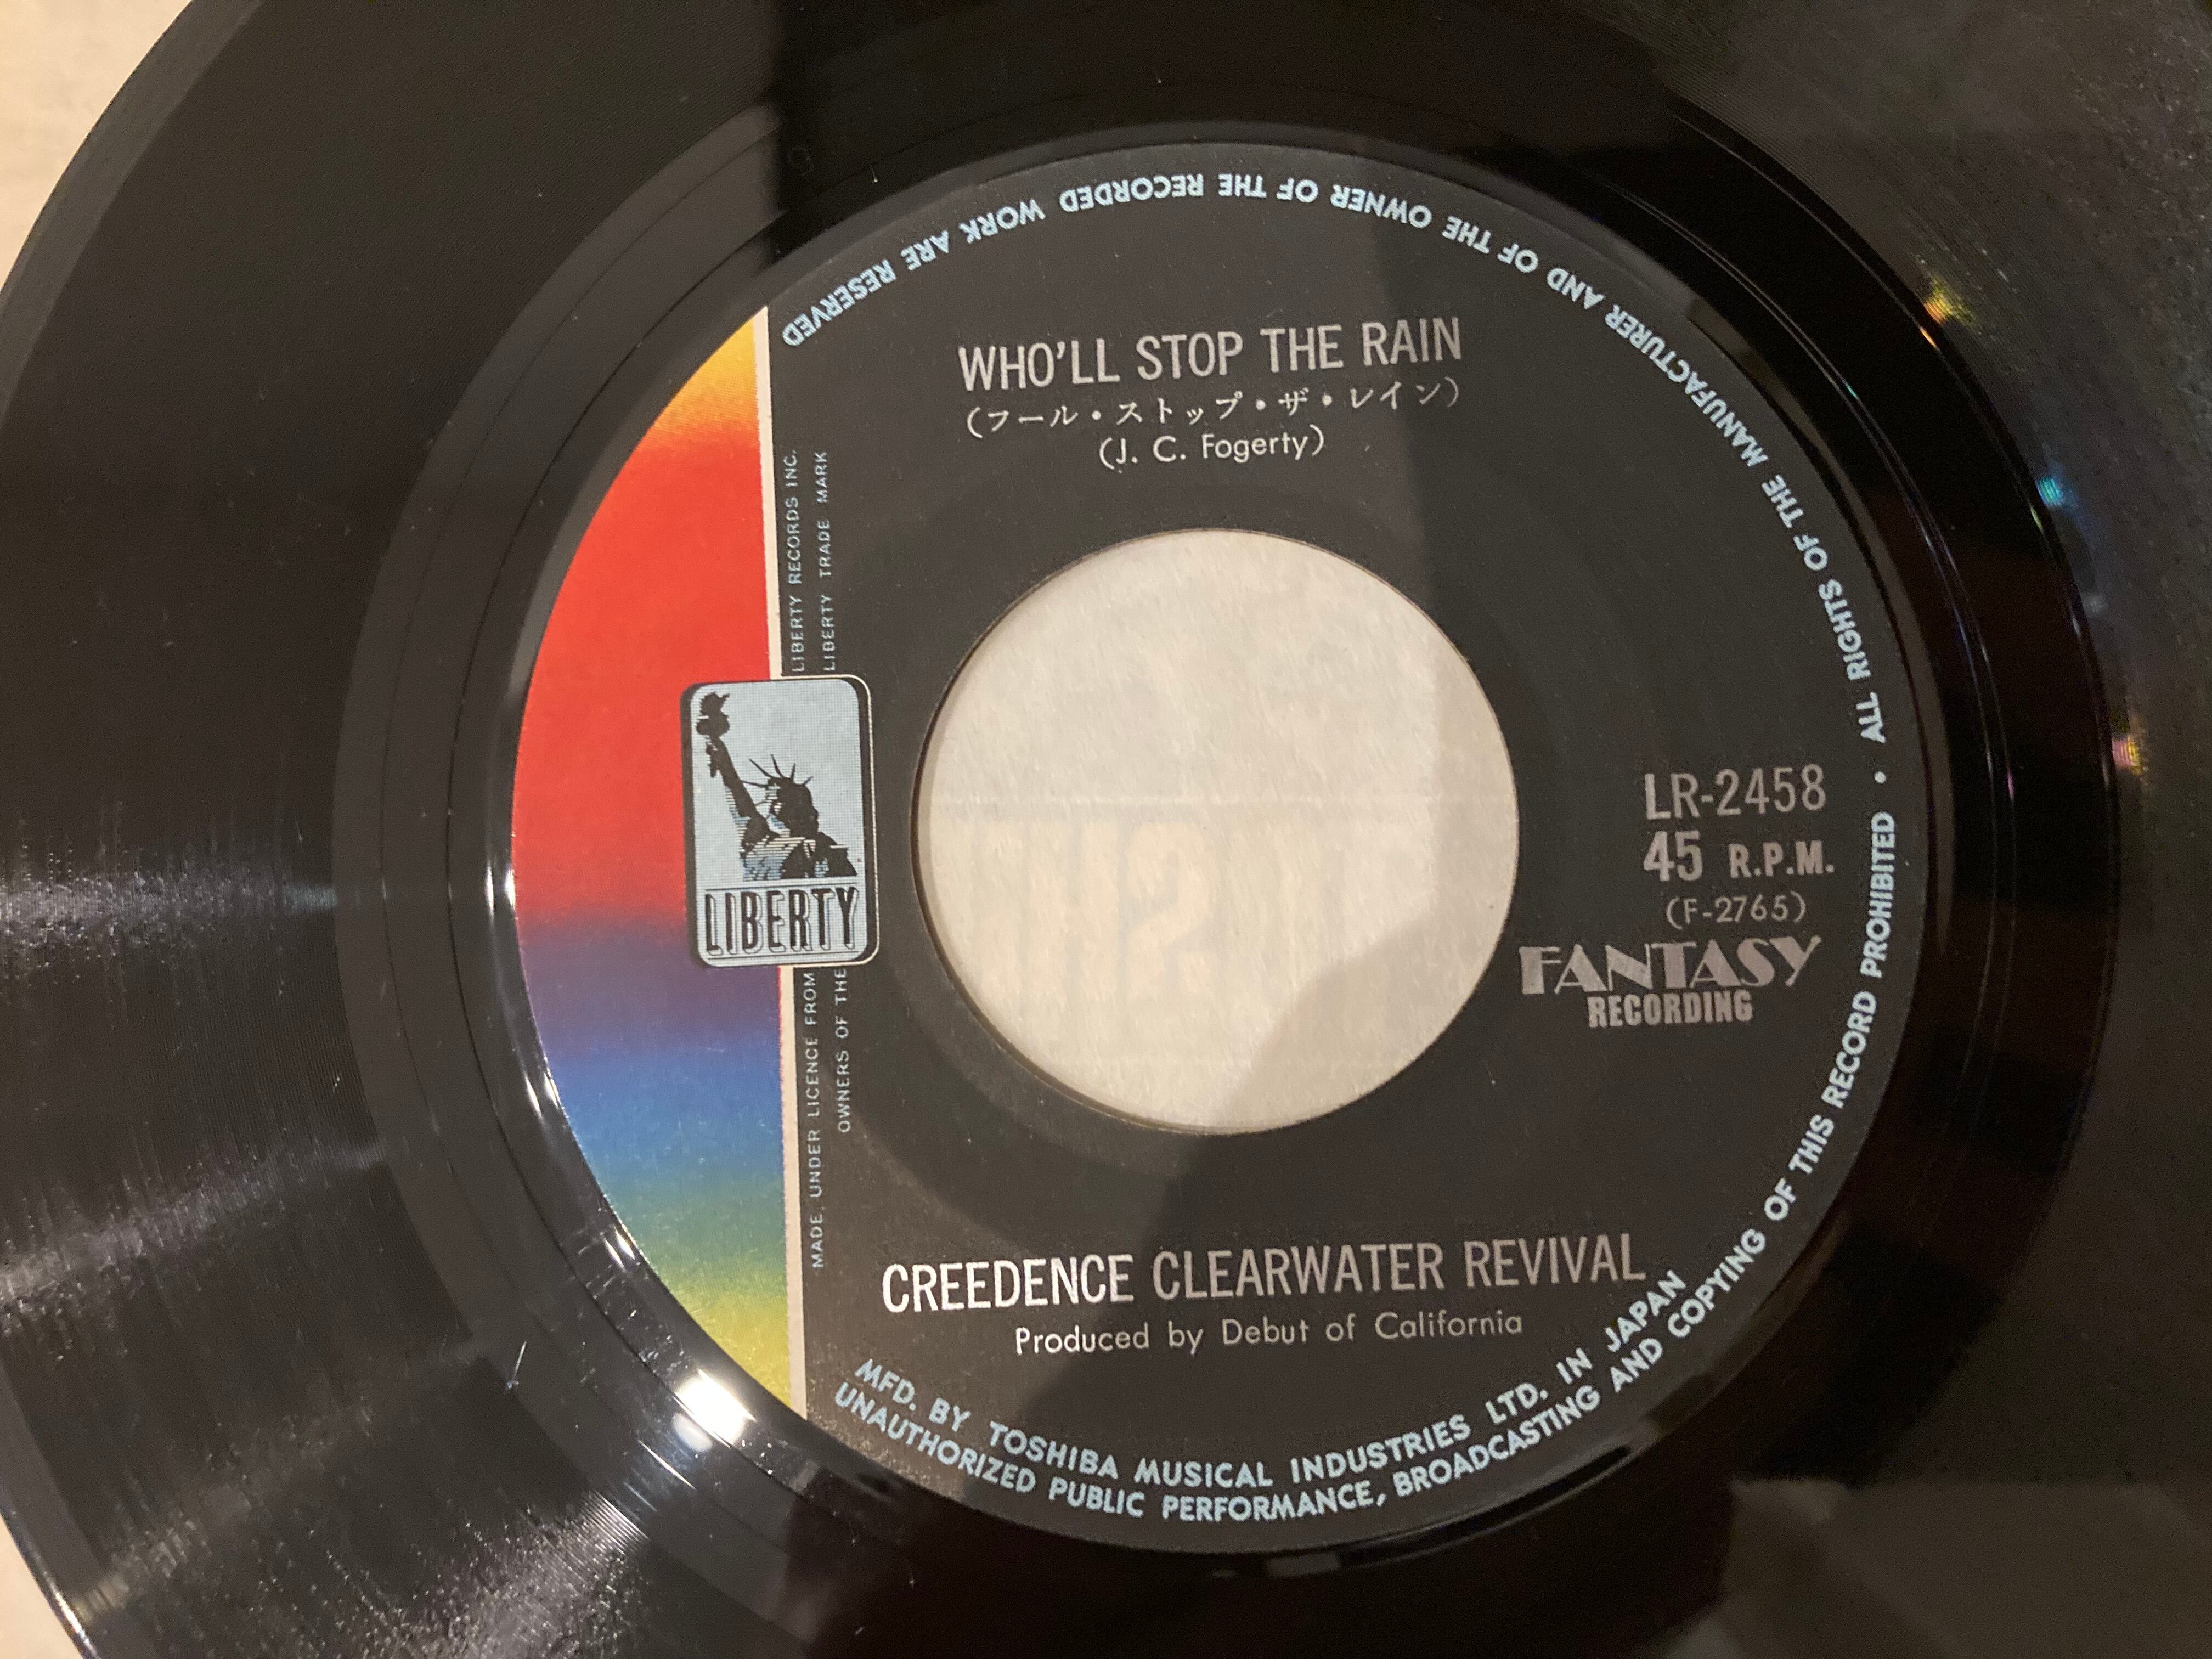 WHO'LL STOP THE RAIN
(フール・ストップ・ザ・レイン)
(J. C. Fogerty)
LIBERTY
MADE UNDER LICENCE FROM LIBERTY RECORDS INC.
OWNERS OF THE LIBERTY TRADE MARK
LR-2458
45 R.P.M.
(F-2765)
FANTASY
RECORDING
CREEDENCE CLEARWATER REVIVAL
Produced by Debut of California
MFD. BY TOSHIBA MUSICAL INDUSTRIES LTD. IN JAPAN
UNAUTHORIZED PUBLIC PERFORMANCE, BROADCASTING AND COPYING OF THIS RECORD PROHIBITED • ALL RIGHTS OF THE MANUFACTURER AND OF THE OWNER OF THE RECORDED WORK ARE RESERVED